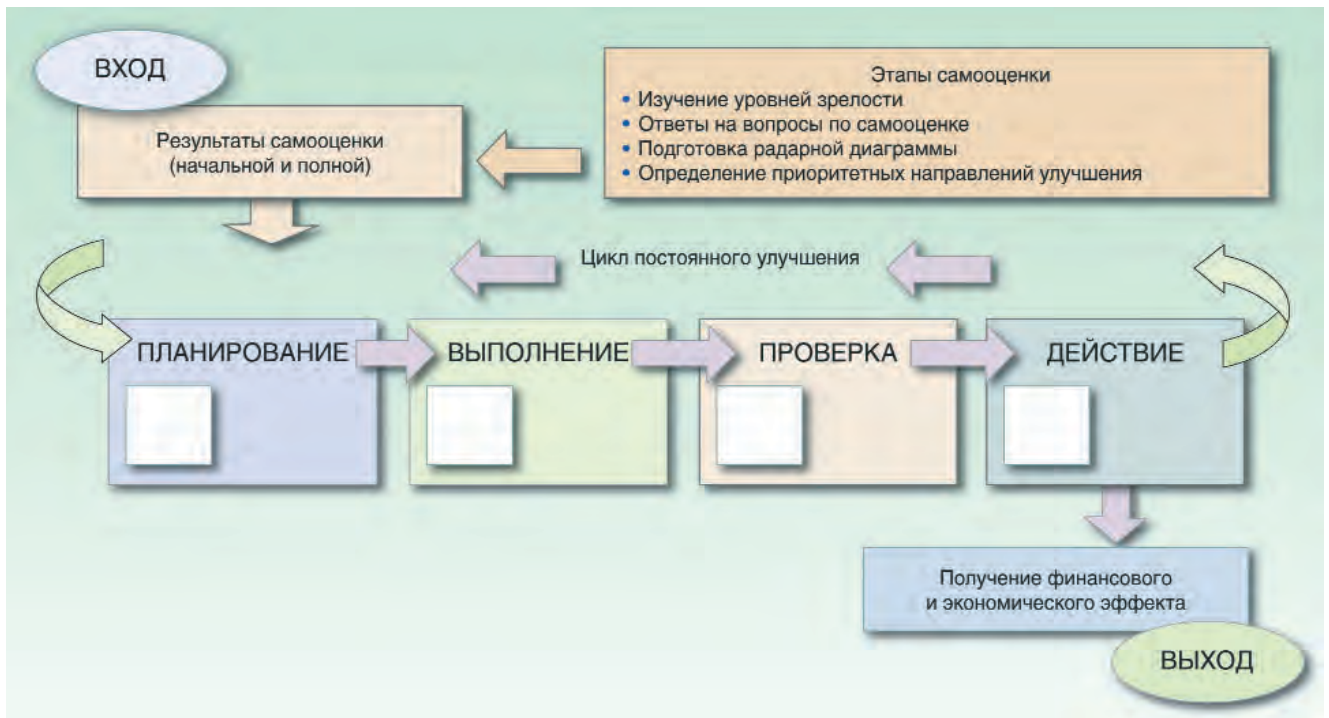 ВХОД
Результаты самооценки
(начальной и полной)
Этапы самооценки
• Изучение уровней зрелости
• Ответы на вопросы по самооценке
• Подготовка радарной диаграммы
• Определение приоритетных направлений улучшения
Цикл постоянного улучшения
ПЛАНИРОВАНИЕ
ВЫПОЛНЕНИЕ
ПРОВЕРКА
ДЕЙСТВИЕ
Получение финансового
и экономического эффекта
ВЫХОД